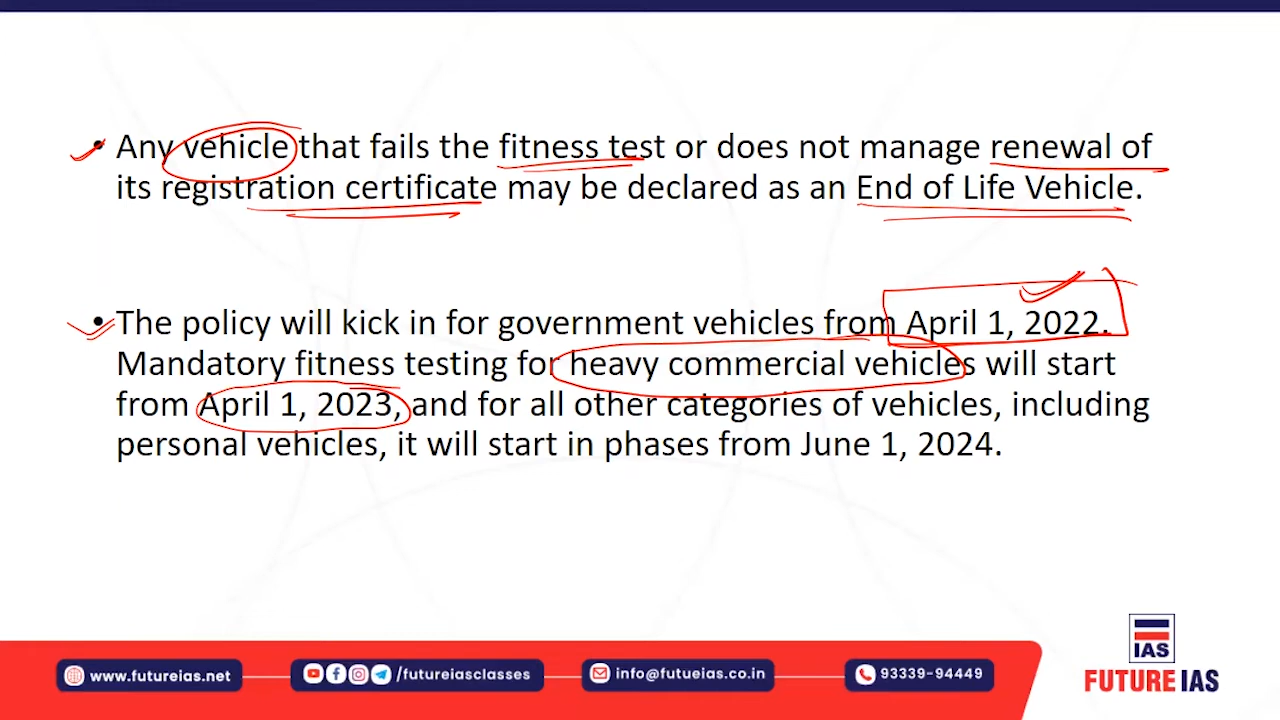 • Any vehicle that fails the fitness test or does not manage renewal of
its registration certificate may be declared as an End of Life Vehicle.
• The policy will kick in for government vehicles from April 1, 2022.
Mandatory fitness testing for heavy commercial vehicles will start
from April 1, 2023, and for all other categories of vehicles, including
personal vehicles, it will start in phases from June 1, 2024.
www.futureias.net
/futureiasclasses
info@futueias.co.in
93339-94449
IAS
FUTURE IAS